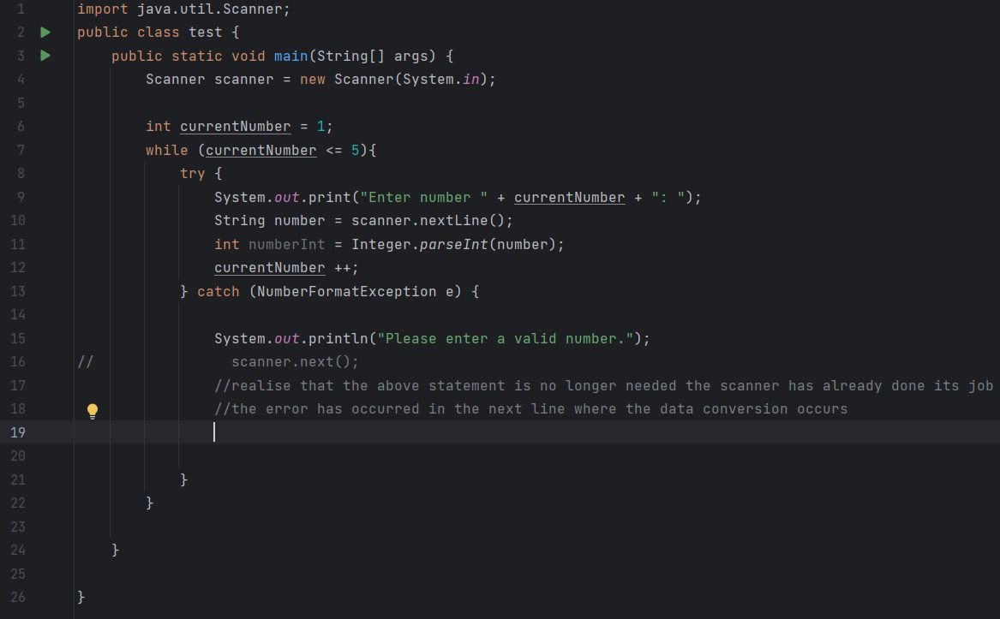 1 import java.util.Scanner;
2 public class test {
3 public static void main(String[] args) {
4 Scanner scanner = new Scanner(System.in);
5
6 int currentNumber = 1;
7 while (currentNumber <= 5){
8 try {
9 System.out.print("Enter number " + currentNumber + ": ");
10 String number = scanner.nextLine();
11 int numberInt = Integer.parseInt(number);
12 currentNumber ++;
13 } catch (NumberFormatException e) {
14
15 System.out.println("Please enter a valid number.");
16 // scanner.next();
17 //realise that the above statement is no longer needed the scanner has already done its job
18 //the error has occurred in the next line where the data conversion occurs
19
20
21 }
22 }
23
24 }
25
26 }